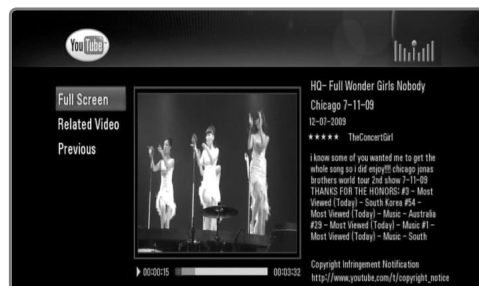 YouTube
Full Screen
Related Video
Previous
00:00:15
00:03:32
HQ- Full Wonder Girls Nobody
Chicago 7-11-09
12-07-2009
★★★★★ TheConcertGirl
i know some of you wanted me to get the
whole song so i did enjoy!!! chicago jonas
brothers world tour 2nd show 7-11-09
THANKS FOR THE HONORS: #3 - Most
Viewed (Today) - South Korea #54 -
Most Viewed (Today) - Music - Australia
#29 - Most Viewed (Today) - Music #1 -
Most Viewed (Today) - Music - South
Copyright Infringement Notification
http://www.youtube.com/t/copyright_notice